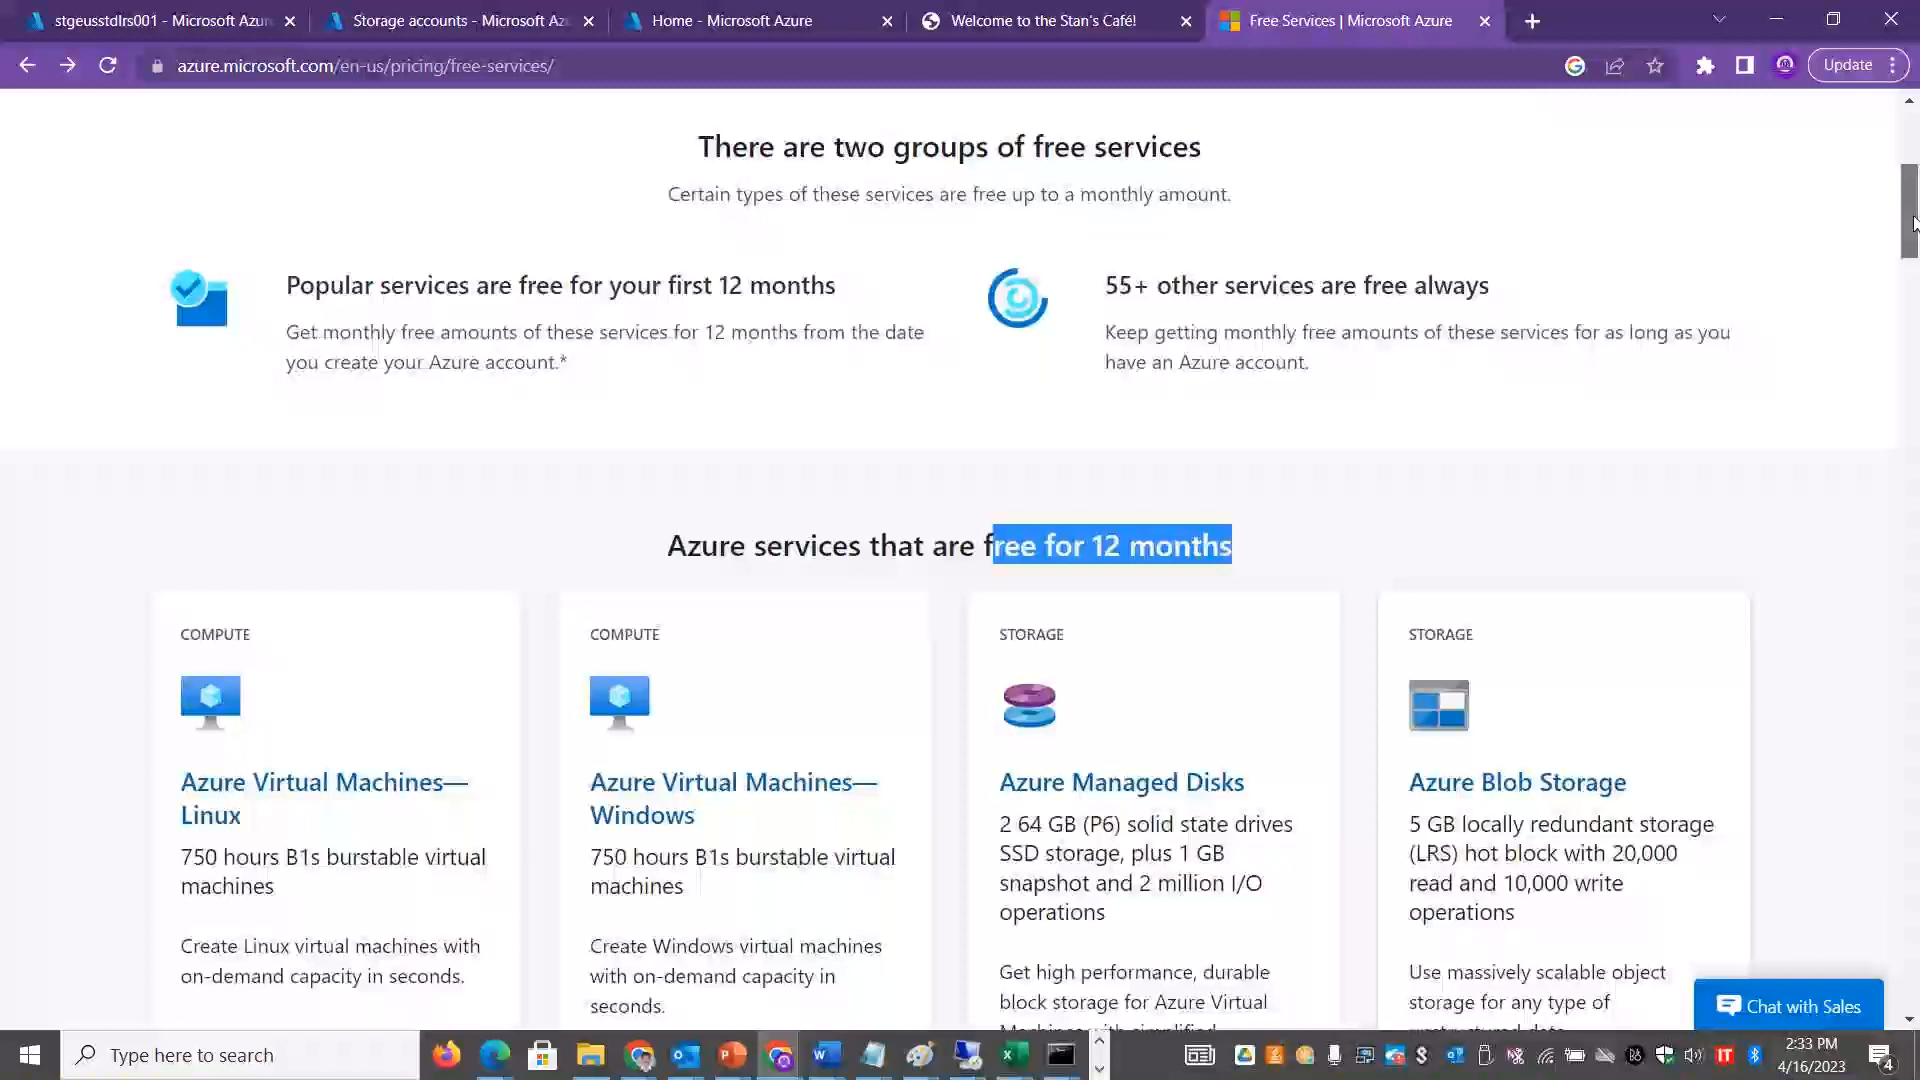 stgeusstdlrs001 - Microsoft Azur
Storage accounts - Microsoft Az
Home - Microsoft Azure
Welcome to the Stan's Café!
Free Services | Microsoft Azure
azure.microsoft.com/en-us/pricing/free-services/
Update
There are two groups of free services
Certain types of these services are free up to a monthly amount.
Popular services are free for your first 12 months
Get monthly free amounts of these services for 12 months from the date
you create your Azure account.*
55+ other services are free always
Keep getting monthly free amounts of these services for as long as you
have an Azure account.
Azure services that are free for 12 months
COMPUTE
Azure Virtual Machines—
Linux
750 hours B1s burstable virtual
machines
Create Linux virtual machines with
on-demand capacity in seconds.
COMPUTE
Azure Virtual Machines—
Windows
750 hours B1s burstable virtual
machines
Create Windows virtual machines
with on-demand capacity in
seconds.
STORAGE
Azure Managed Disks
2 64 GB (P6) solid state drives
SSD storage, plus 1 GB
snapshot and 2 million I/O
operations
Get high performance, durable
block storage for Azure Virtual
STORAGE
Azure Blob Storage
5 GB locally redundant storage
(LRS) hot block with 20,000
read and 10,000 write
operations
Use massively scalable object
storage for any type of
Chat with Sales
Type here to search
2:33 PM
4/16/2023
4